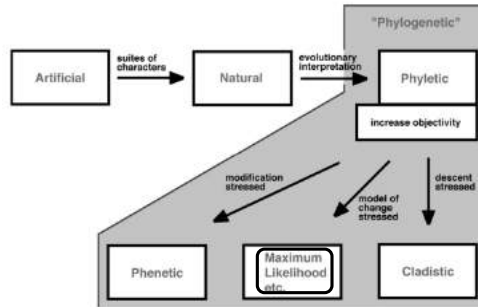 "Phylogenetic"
Artificial
suites of
characters
Natural
evolutionary
interpretation
Phyletic
increase objectivity
modification
stressed
model of
change
stressed
descent
stressed
Phenetic
Maximum
Likelihood
etc.
Cladistic